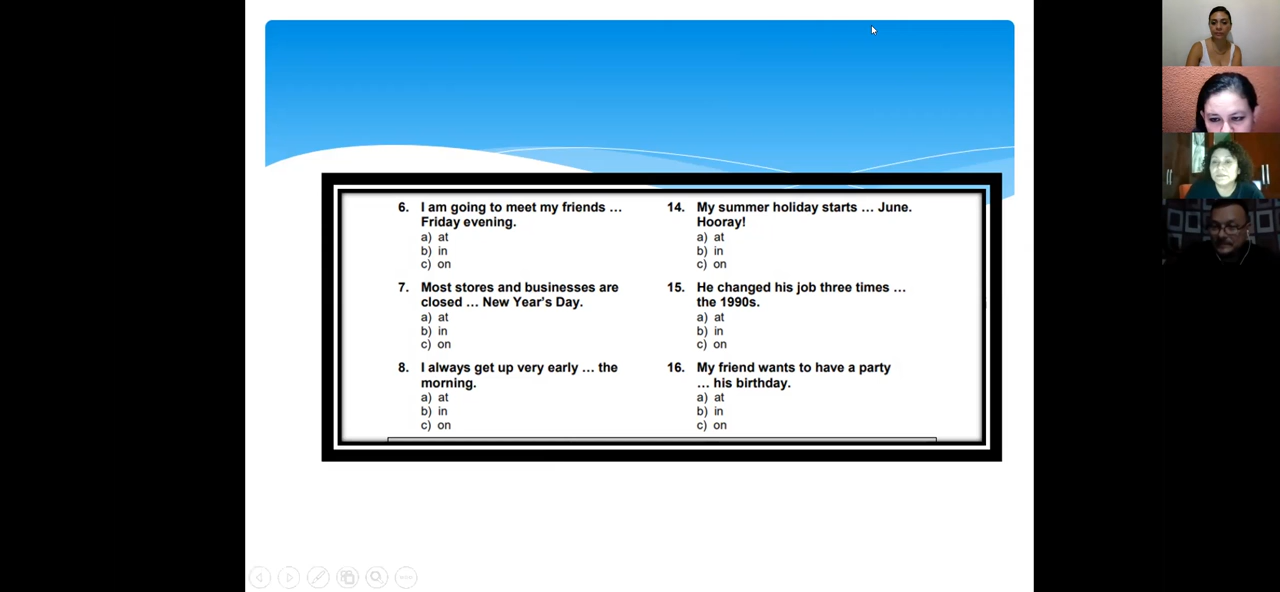 6. I am going to meet my friends …
Friday evening.
a) at
b) in
c) on
7. Most stores and businesses are
closed … New Year's Day.
a) at
b) in
c) on
8. I always get up very early … the
morning.
a) at
b) in
c) on
14. My summer holiday starts … June.
Hooray!
a) at
b) in
c) on
15. He changed his job three times …
the 1990s.
a) at
b) in
c) on
16. My friend wants to have a party
… his birthday.
a) at
b) in
c) on